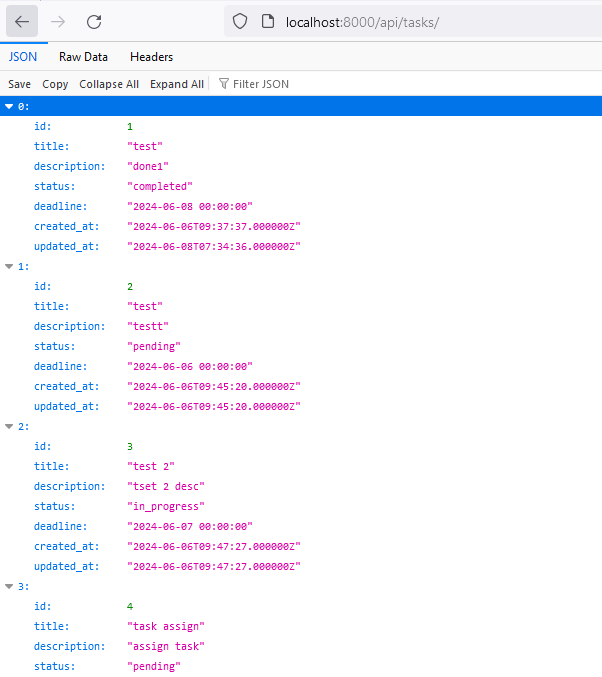 localhost:8000/api/tasks/
JSON Raw Data Headers
Save Copy Collapse All Expand All Filter JSON
0:
id: 1
title: "test"
description: "done1"
status: "completed"
deadline: "2024-06-08 00:00:00"
created_at: "2024-06-06T09:37:37.000000Z"
updated_at: "2024-06-08T07:34:36.000000Z"
1:
id: 2
title: "test"
description: "testt"
status: "pending"
deadline: "2024-06-06 00:00:00"
created_at: "2024-06-06T09:45:20.000000Z"
updated_at: "2024-06-06T09:45:20.000000Z"
2:
id: 3
title: "test 2"
description: "tset 2 desc"
status: "in_progress"
deadline: "2024-06-07 00:00:00"
created_at: "2024-06-06T09:47:27.000000Z"
updated_at: "2024-06-06T09:47:27.000000Z"
3:
id: 4
title: "task assign"
description: "assign task"
status: "pending"